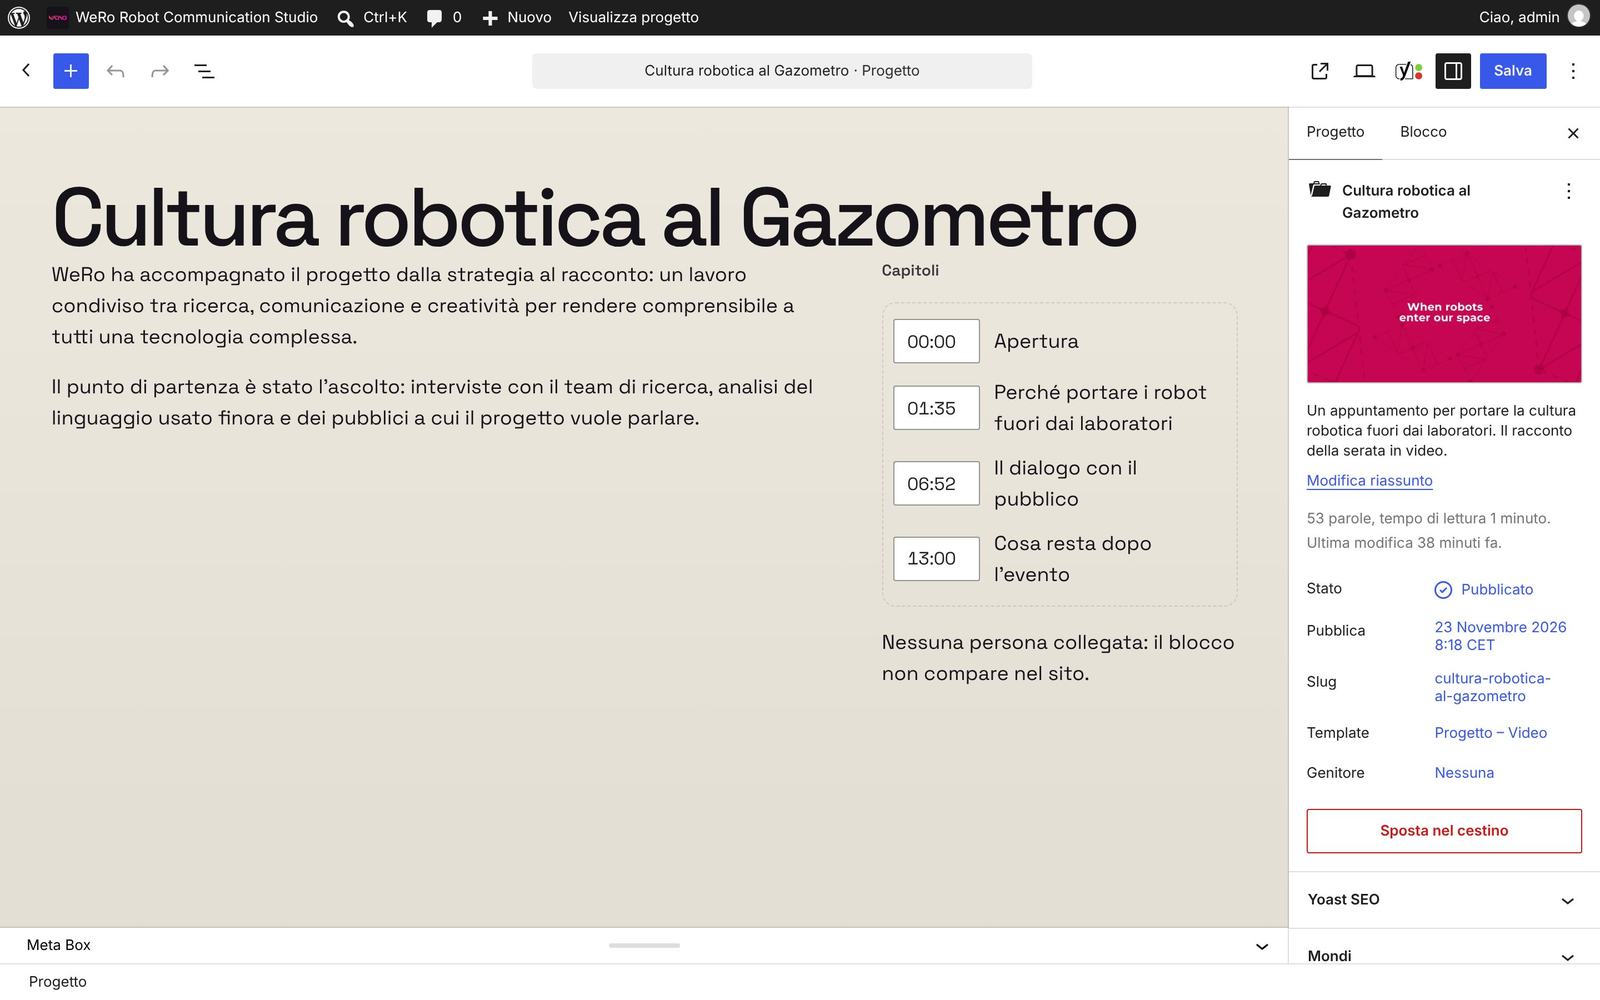 WeRo Robot Communication Studio
Ctrl+K
0
Nuovo
Visualizza progetto
Ciao, admin
Cultura robotica al Gazometro · Progetto
Salva
Cultura robotica al Gazometro
WeRo ha accompagnato il progetto dalla strategia al racconto: un lavoro
condiviso tra ricerca, comunicazione e creatività per rendere comprensibile a
tutti una tecnologia complessa.
Il punto di partenza è stato l’ascolto: interviste con il team di ricerca, analisi del
linguaggio usato finora e dei pubblici a cui il progetto vuole parlare.
Capitoli
00:00 Apertura
01:35 Perché portare i robot
fuori dai laboratori
06:52 Il dialogo con il
pubblico
13:00 Cosa resta dopo
l’evento
Nessuna persona collegata: il blocco
non compare nel sito.
Progetto
Blocco
Cultura robotica al
Gazometro
When robots
enter our space
Un appuntamento per portare la cultura
robotica fuori dai laboratori. Il racconto
della serata in video.
Modifica riassunto
53 parole, tempo di lettura 1 minuto.
Ultima modifica 38 minuti fa.
Stato Pubblicato
Pubblica 23 Novembre 2026
8:18 CET
Slug cultura-robotica-
al-gazometro
Template Progetto – Video
Genitore Nessuna
Sposta nel cestino
Yoast SEO
Mondi
Meta Box
Progetto